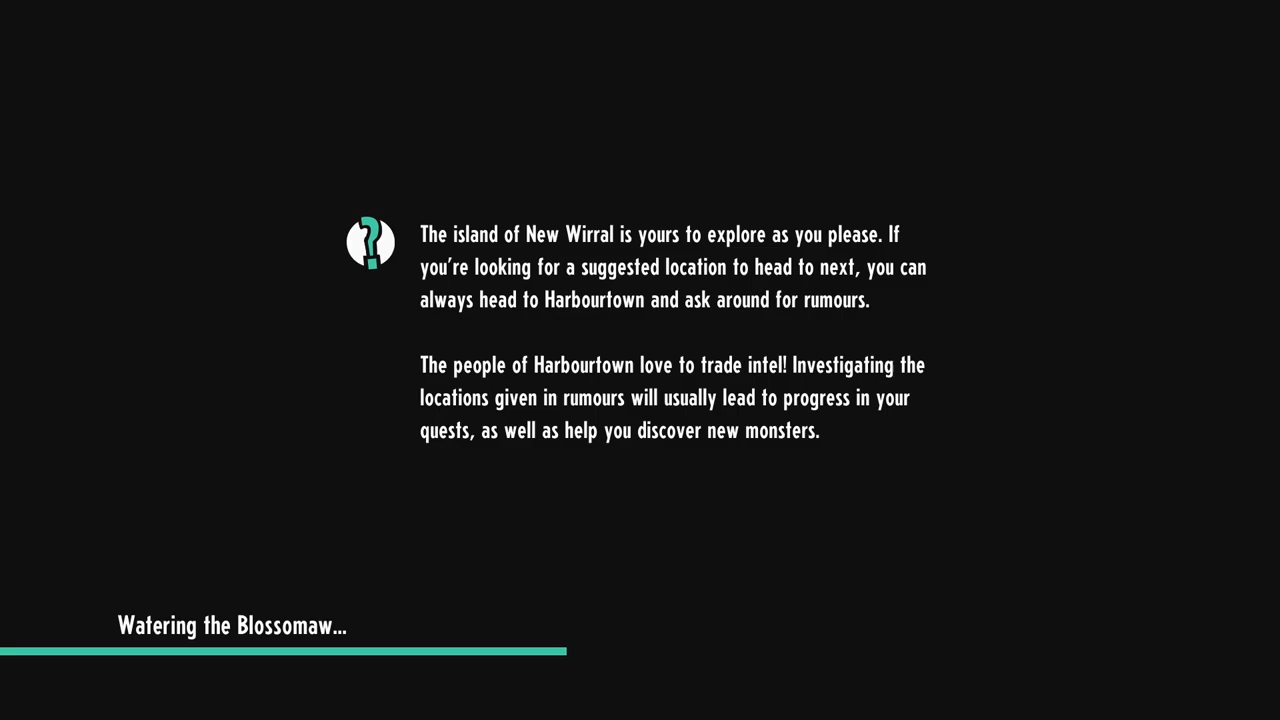 The island of New Wirral is yours to explore as you please. If
you're looking for a suggested location to head to next, you can
always head to Harbourtown and ask around for rumours.
The people of Harbourtown love to trade intel! Investigating the
locations given in rumours will usually lead to progress in your
quests, as well as help you discover new monsters.
Watering the Blossomaw...